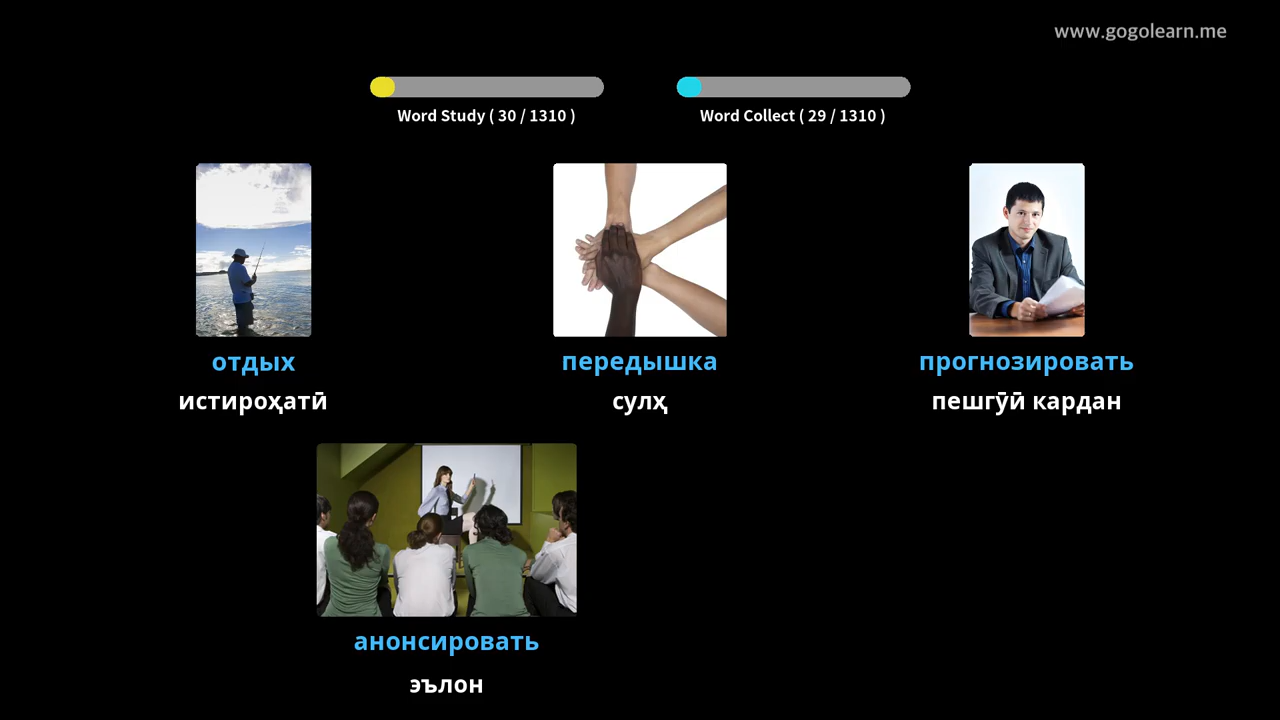 www.gogolearn.me
Word Study ( 30 / 1310 )
Word Collect ( 29 / 1310 )
отдых
истироҳатӣ
передышка
сулҳ
прогнозировать
пешгӯӣ кардан
анонсировать
эълон